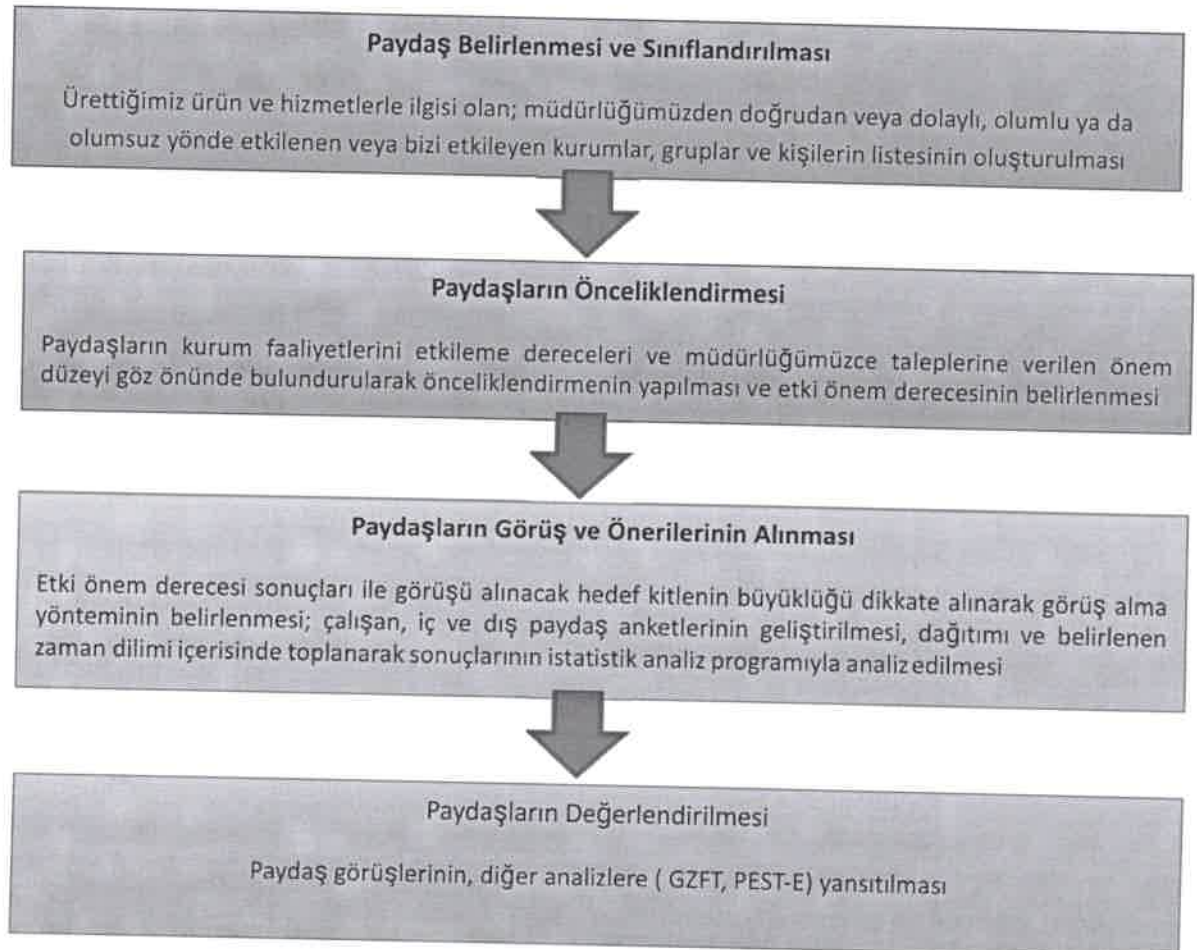 Paydaş Belirlenmesi ve Sınıflandırılması
Ürettiğimiz ürün ve hizmetlerle ilgisi olan; müdürlüğümüzden doğrudan veya dolaylı, olumlu ya da
olumsuz yönde etkilenen veya bizi etkileyen kurumlar, gruplar ve kişilerin listesinin oluşturulması
Paydaşların Önceliklendirmesi
Paydaşların kurum faaliyetlerini etkileme dereceleri ve müdürlüğümüzce taleplerine verilen önem
düzeyi göz önünde bulundurularak önceliklendirmenin yapılması ve etki önem derecesinin belirlenmesi
Paydaşların Görüş ve Önerilerinin Alınması
Etki önem derecesi sonuçları ile görüşü alınacak hedef kitlenin büyüklüğü dikkate alınarak görüş alma
yönteminin belirlenmesi; çalışan, iç ve dış paydaş anketlerinin geliştirilmesi, dağıtımı ve belirlenen
zaman dilimi içerisinde toplanarak sonuçlarının istatistik analiz programıyla analiz edilmesi
Paydaşların Değerlendirilmesi
Paydaş görüşlerinin, diğer analizlere ( GZFT, PEST-E) yansıtılması